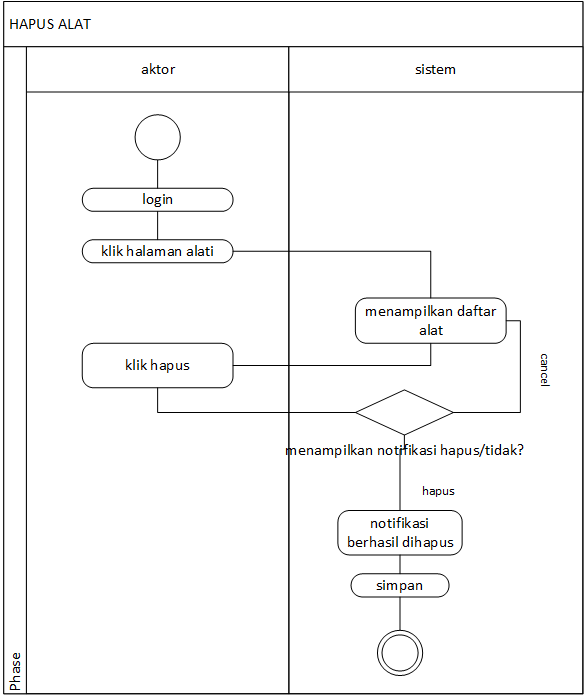 HAPUS ALAT
aktor
sistem
login
klik halaman alati
menampilkan daftar
alat
klik hapus
cancel
menampilkan notifikasi hapus/tidak?
hapus
notifikasi
berhasil dihapus
simpan
Phase